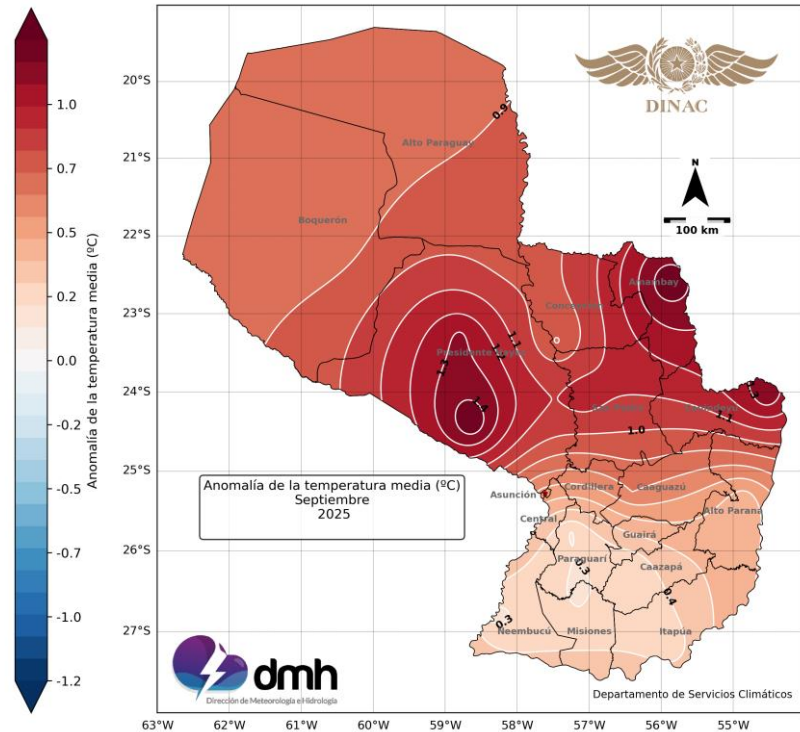 1.0
0.7
0.5
0.2
0.0
-0.2
-0.5
-0.7
-1.0
-1.2
Anomalía de la temperatura media (ºC)
20°S
21°S
22°S
23°S
24°S
25°S
26°S
27°S
DINAC
N
100 km
0.9
Alto Paraguay
Boquerón
Amambay
Concepción
1.1
Presidente Hayes
1.4
San Pedro
Canindeyú
1.1
1.0
Anomalía de la temperatura media (ºC)
Septiembre
2025
Asunción
Cordillera
Caaguazú
Alto Paraná
Central
Guairá
Paraguarí
0.3
Caazapá
0.4
0.3
Ñeembucú
Misiones
Itapúa
dmh
Dirección de Meteorología e Hidrología
Departamento de Servicios Climáticos
63°W
62°W
61°W
60°W
59°W
58°W
57°W
56°W
55°W